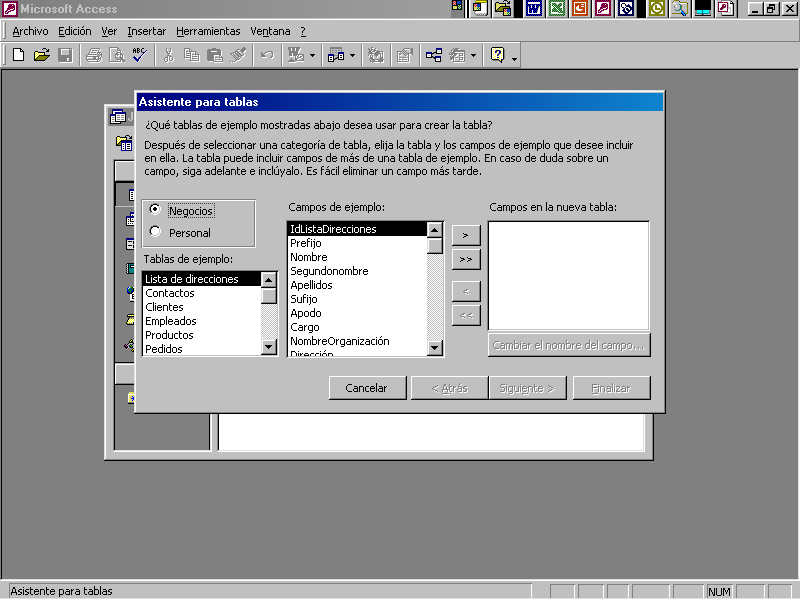 Microsoft Access
Archivo Edición Ver Insertar Herramientas Ventana ?
Asistente para tablas
¿Qué tablas de ejemplo mostradas abajo desea usar para crear la tabla?
Después de seleccionar una categoría de tabla, elija la tabla y los campos de ejemplo que desee incluir
en ella. La tabla puede incluir campos de más de una tabla de ejemplo. En caso de duda sobre un
campo, siga adelante e inclúyalo. Es fácil eliminar un campo más tarde.
Negocios
Personal
Tablas de ejemplo:
Lista de direcciones
Contactos
Clientes
Empleados
Productos
Pedidos
Campos de ejemplo:
IdListaDirecciones
Prefijo
Nombre
Segundonombre
Apellidos
Sufijo
Apodo
Cargo
NombreOrganización
Dirección
>
>>
<
<<
Campos en la nueva tabla:
Cambiar el nombre del campo...
Cancelar
< Atrás
Siguiente >
Finalizar
Asistente para tablas
NUM